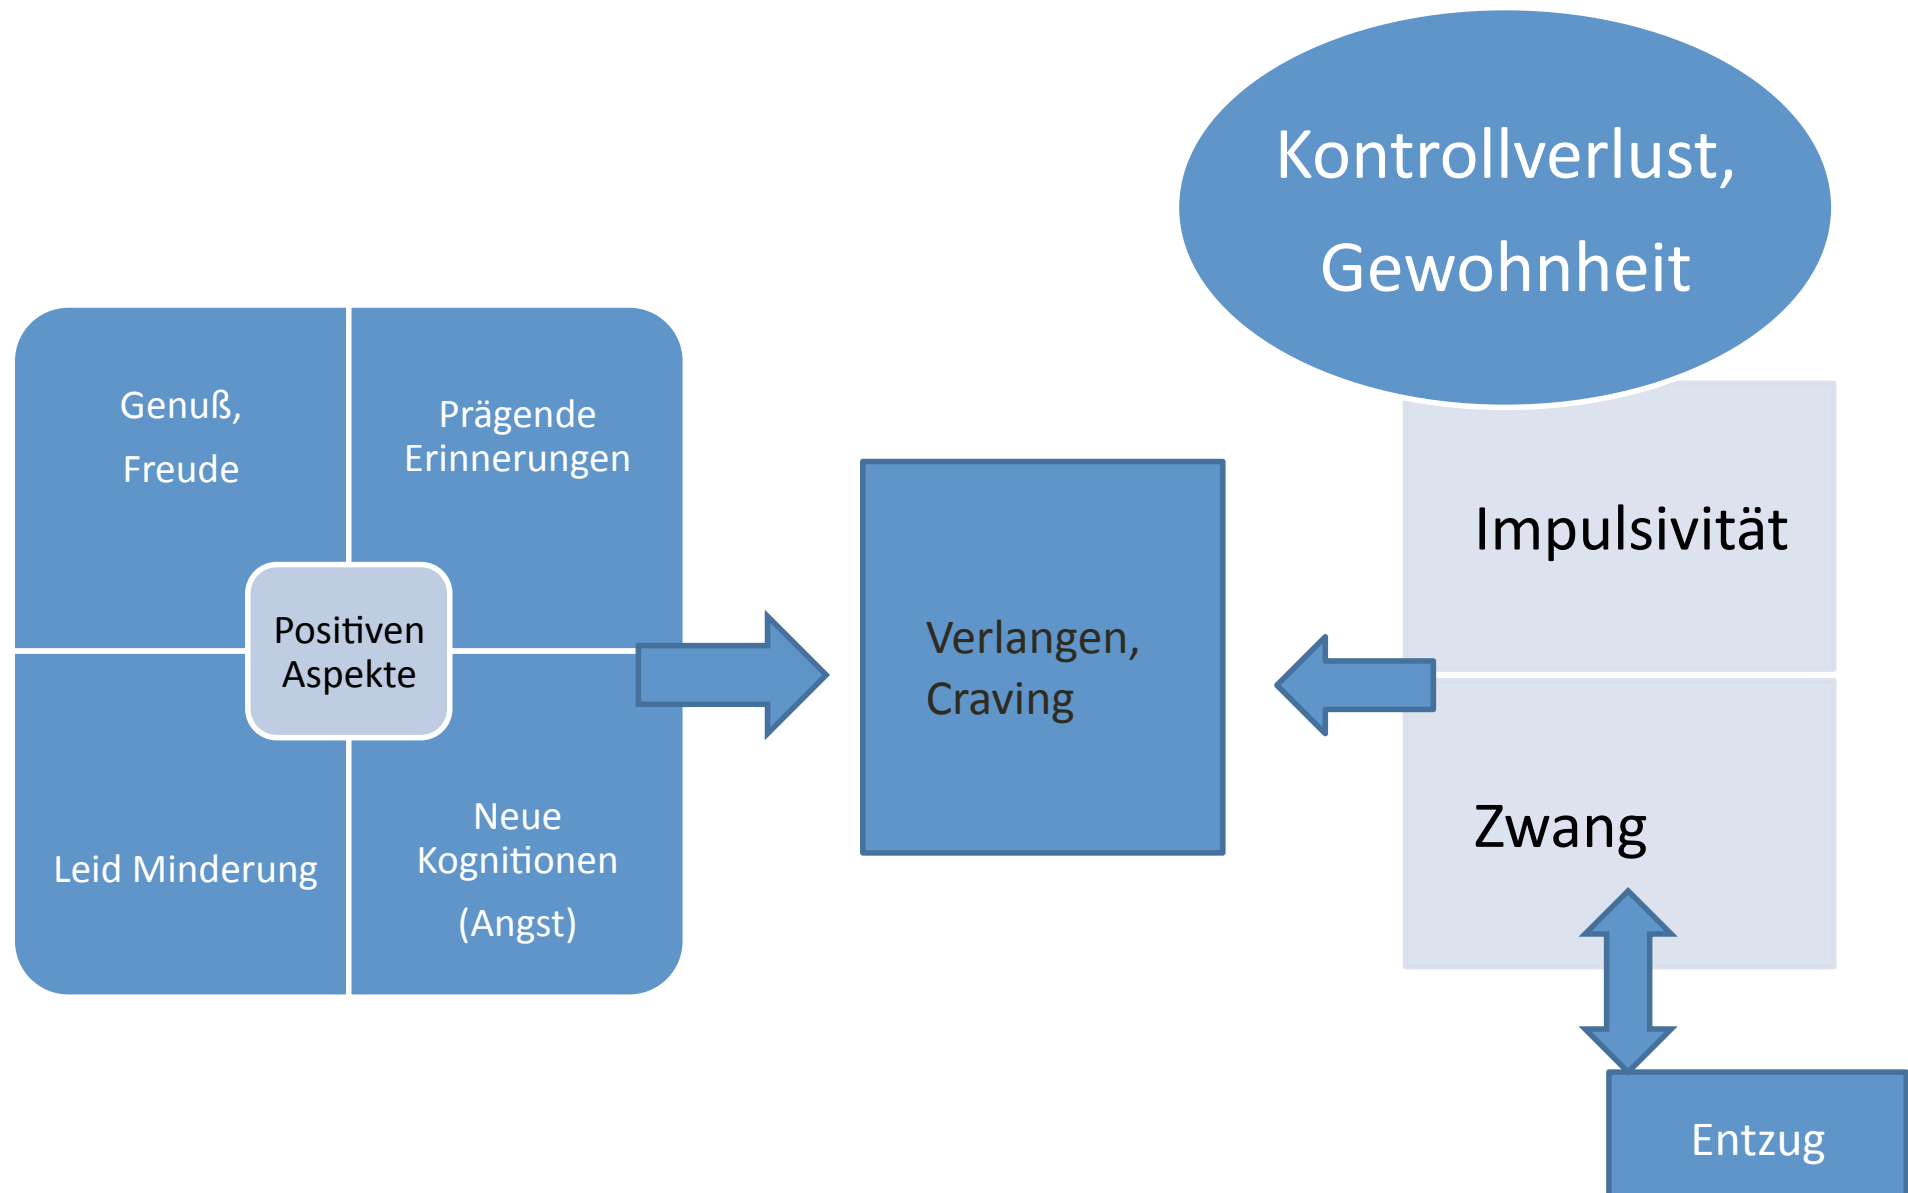 Kontrollverlust,
Gewohnheit
Genuß,
Freude
Prägende
Erinnerungen
Positiven
Aspekte
Leid Minderung
Neue
Kognitionen
(Angst)
Verlangen,
Craving
Impulsivität
Zwang
Entzug